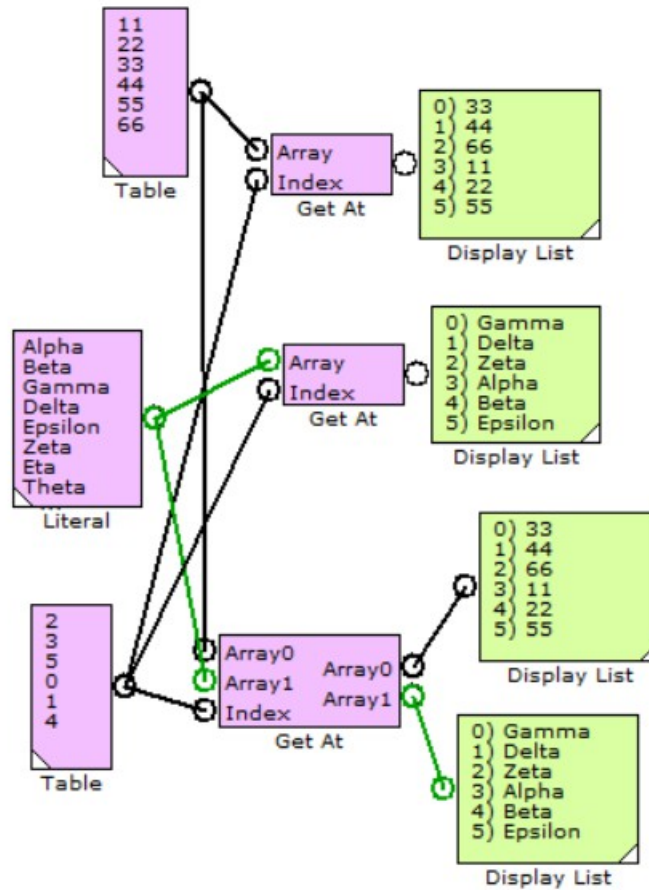 11
22
33
44
55
66
Table
Array
Index
Get At
0) 33
1) 44
2) 66
3) 11
4) 22
5) 55
Display List
Alpha
Beta
Gamma
Delta
Epsilon
Zeta
Eta
Theta
...
Literal
Array
Index
Get At
0) Gamma
1) Delta
2) Zeta
3) Alpha
4) Beta
5) Epsilon
Display List
2
3
5
0
1
4
Table
Array0
Array1
Index
Array0
Array1
Get At
0) 33
1) 44
2) 66
3) 11
4) 22
5) 55
Display List
0) Gamma
1) Delta
2) Zeta
3) Alpha
4) Beta
5) Epsilon
Display List